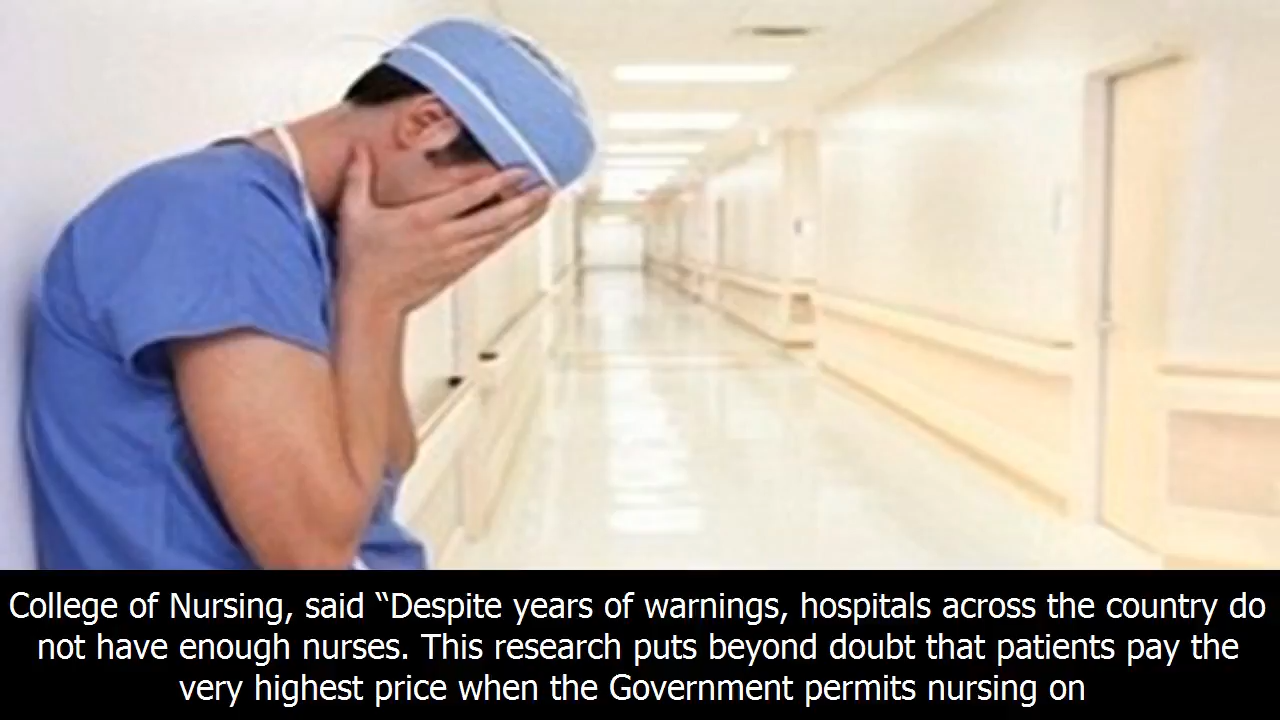 College of Nursing, said “Despite years of warnings, hospitals across the country do
not have enough nurses. This research puts beyond doubt that patients pay the
very highest price when the Government permits nursing on